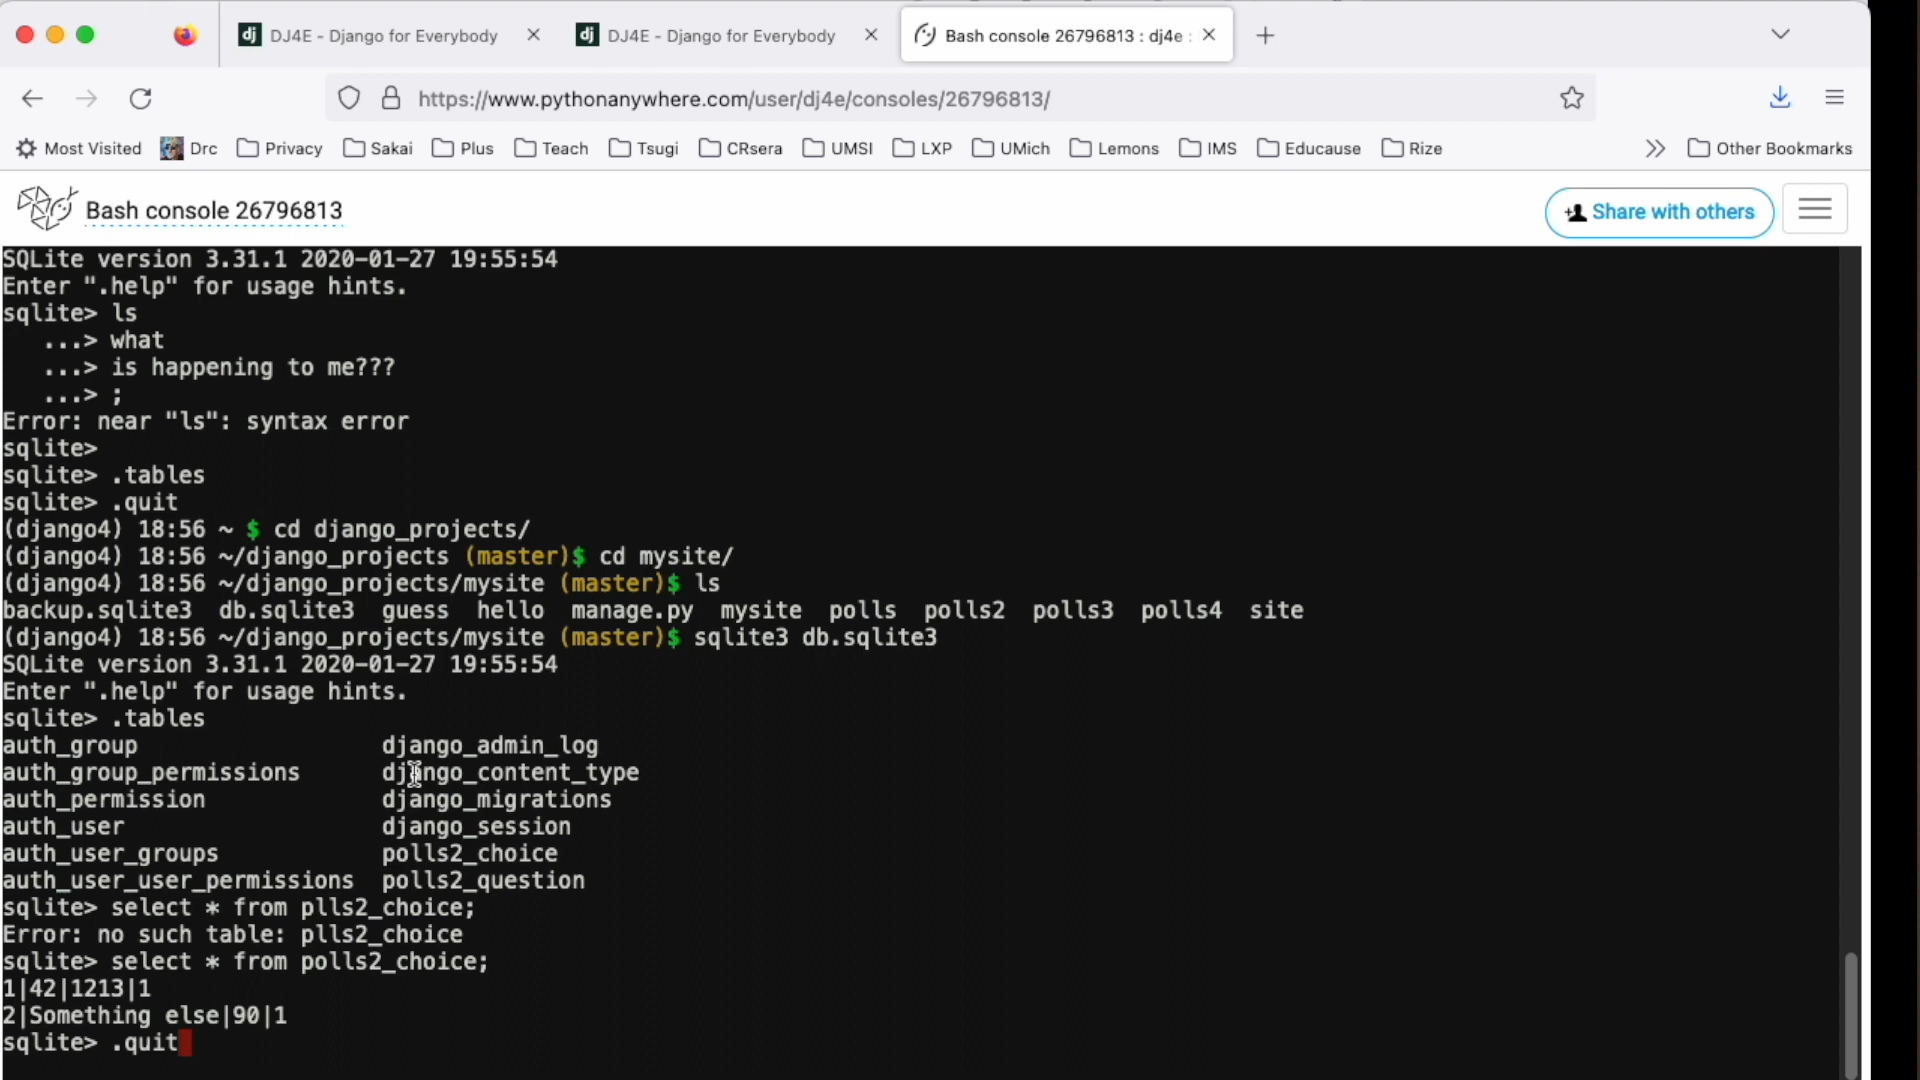 dj DJ4E - Django for Everybody
dj DJ4E - Django for Everybody
Bash console 26796813 : dj4e :
https://www.pythonanywhere.com/user/dj4e/consoles/26796813/
Most Visited Drc Privacy Sakai Plus Teach Tsugi CRsera UMSI LXP UMich Lemons IMS Educause Rize Other Bookmarks
Bash console 26796813
Share with others
SQLite version 3.31.1 2020-01-27 19:55:54
Enter ".help" for usage hints.
sqlite> ls
   ...> what
   ...> is happening to me???
   ...> ;
Error: near "ls": syntax error
sqlite>
sqlite> .tables
sqlite> .quit
(django4) 18:56 ~ $ cd django_projects/
(django4) 18:56 ~/django_projects (master)$ cd mysite/
(django4) 18:56 ~/django_projects/mysite (master)$ ls
backup.sqlite3  db.sqlite3  guess  hello  manage.py  mysite  polls  polls2  polls3  polls4  site
(django4) 18:56 ~/django_projects/mysite (master)$ sqlite3 db.sqlite3
SQLite version 3.31.1 2020-01-27 19:55:54
Enter ".help" for usage hints.
sqlite> .tables
auth_group                  django_admin_log
auth_group_permissions      django_content_type
auth_permission             django_migrations
auth_user                   django_session
auth_user_groups            polls2_choice
auth_user_user_permissions  polls2_question
sqlite> select * from plls2_choice;
Error: no such table: plls2_choice
sqlite> select * from polls2_choice;
1|42|1213|1
2|Something else|90|1
sqlite> .quit